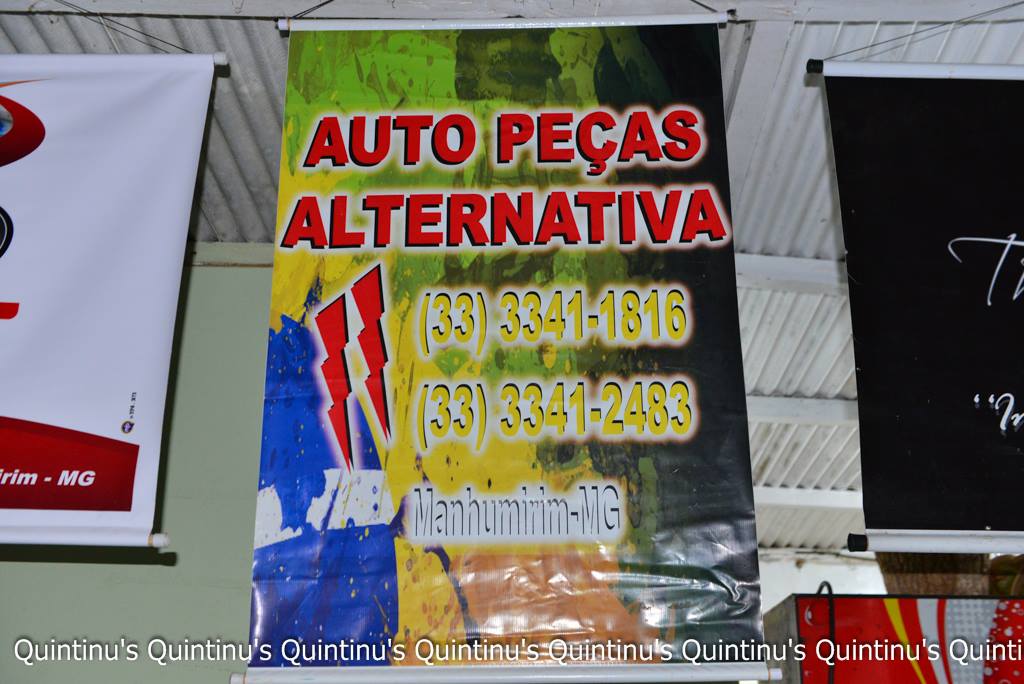 AUTO PEÇAS
ALTERNATIVA
(33) 3341-1816
(33) 3341-2483
Manhumirim-MG
irim - MG
Quintinu's Quintinu's Quintinu's Quintinu's Quintinu's Quintinu's Quintinu's Quinti